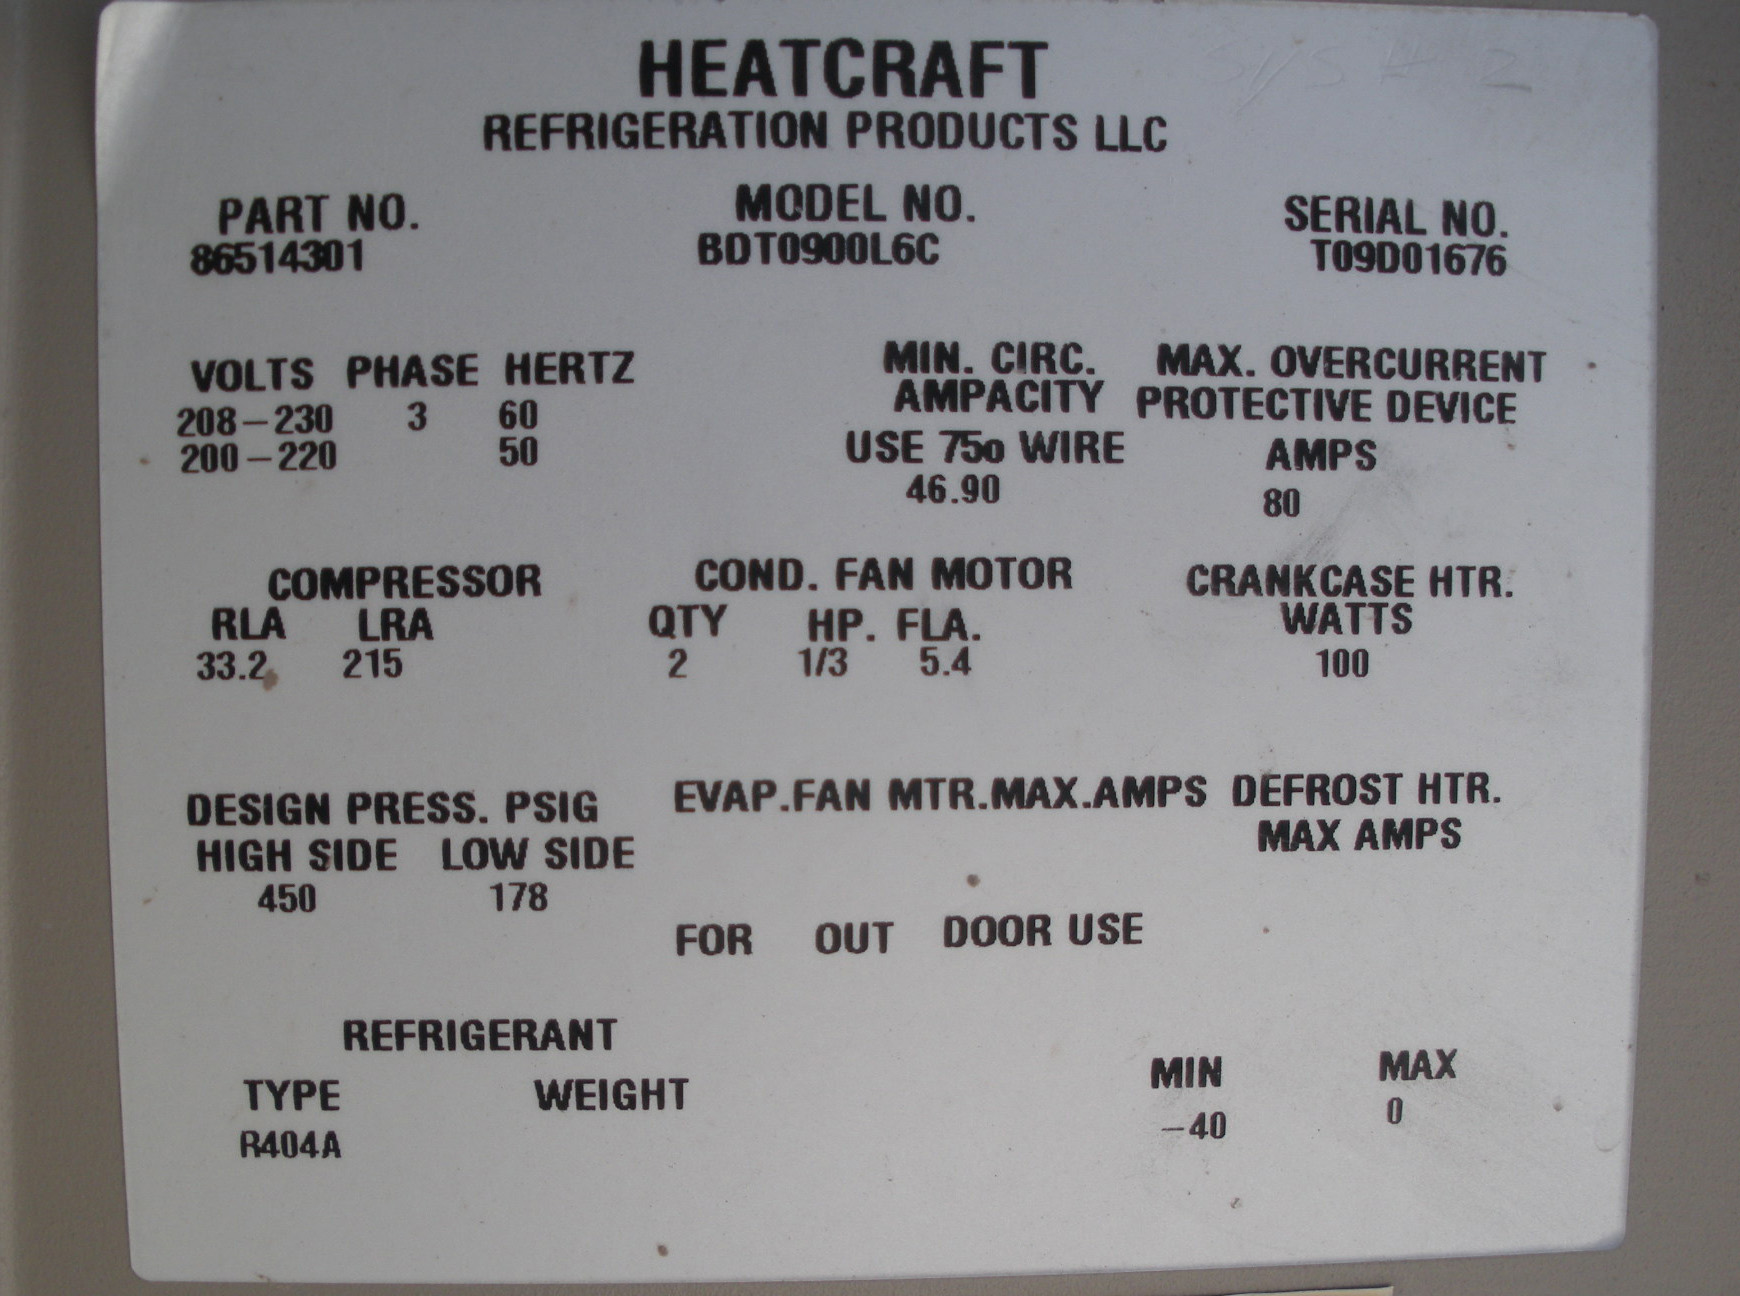 SYS # 2
HEATCRAFT
REFRIGERATION PRODUCTS LLC
PART NO. MODEL NO. SERIAL NO.
86514301 BDT0900L6C T09D01676
VOLTS PHASE HERTZ MIN. CIRC. MAX. OVERCURRENT
AMPACITY PROTECTIVE DEVICE
208-230 3 60 USE 75o WIRE AMPS
200-220 50 46.90 80
COMPRESSOR COND. FAN MOTOR CRANKCASE HTR.
RLA LRA QTY HP. FLA. WATTS
33.2 215 2 1/3 5.4 100
DESIGN PRESS. PSIG EVAP.FAN MTR.MAX.AMPS DEFROST HTR.
HIGH SIDE LOW SIDE MAX AMPS
450 178
FOR OUT DOOR USE
REFRIGERANT
TYPE WEIGHT MIN MAX
R404A -40 0